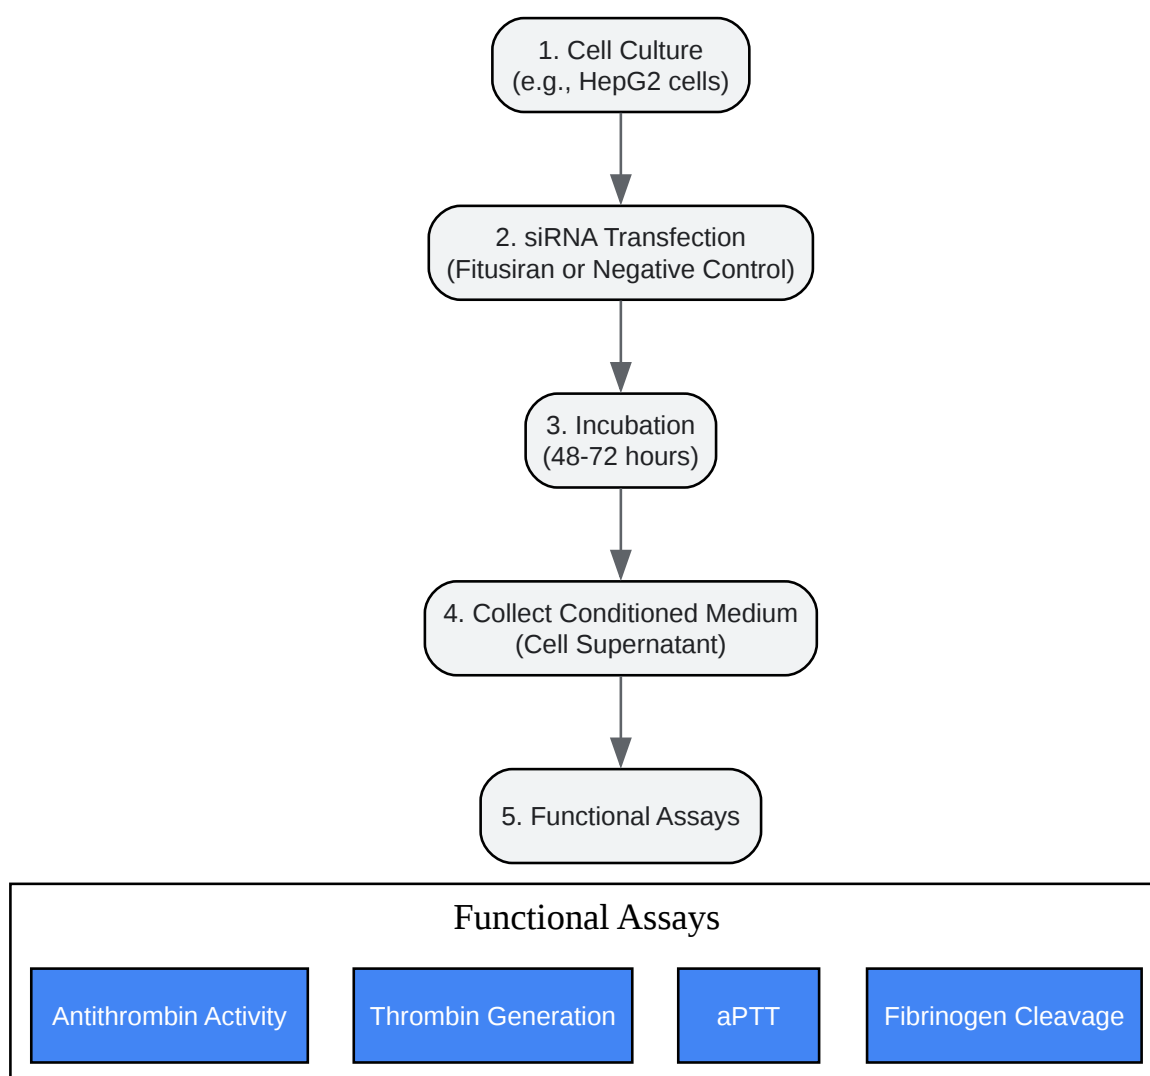 1. Cell Culture
(e.g., HepG2 cells)
2. siRNA Transfection
(Fitusiran or Negative Control)
3. Incubation
(48-72 hours)
4. Collect Conditioned Medium
(Cell Supernatant)
5. Functional Assays
Functional Assays
Antithrombin Activity
Thrombin Generation
aPTT
Fibrinogen Cleavage